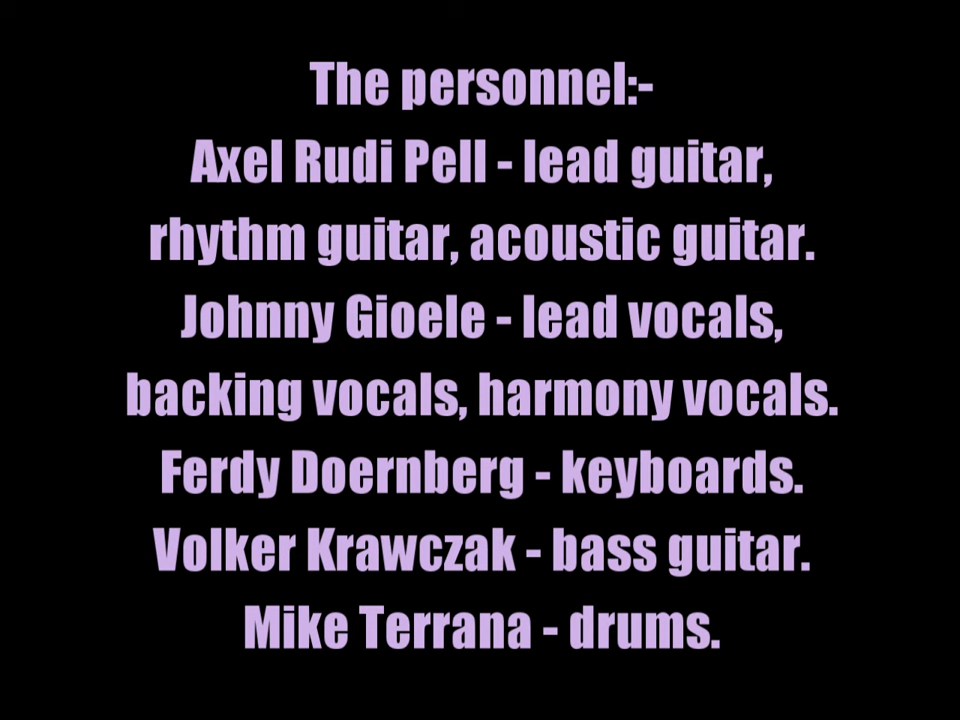 The personnel:-
Axel Rudi Pell - lead guitar,
rhythm guitar, acoustic guitar.
Johnny Gioele - lead vocals,
backing vocals, harmony vocals.
Ferdy Doernberg - keyboards.
Volker Krawczak - bass guitar.
Mike Terrana - drums.